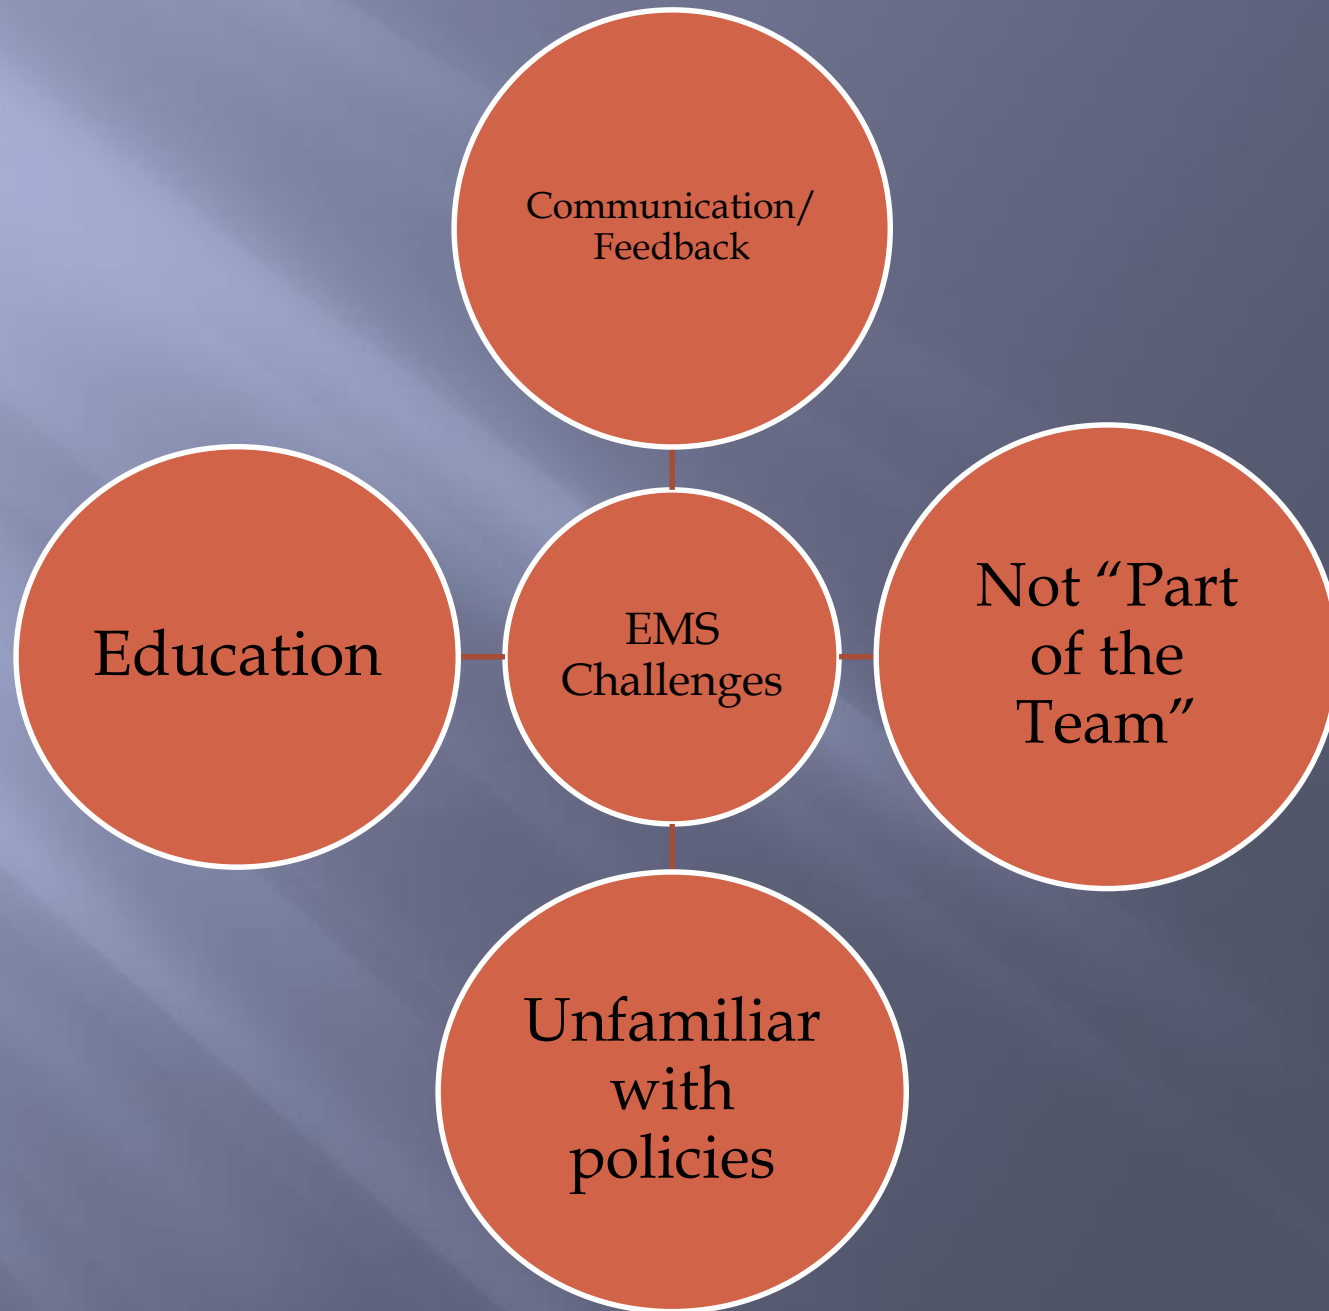 Communication/
Feedback
Education
EMS
Challenges
Not “Part
of the
Team”
Unfamiliar
with
policies